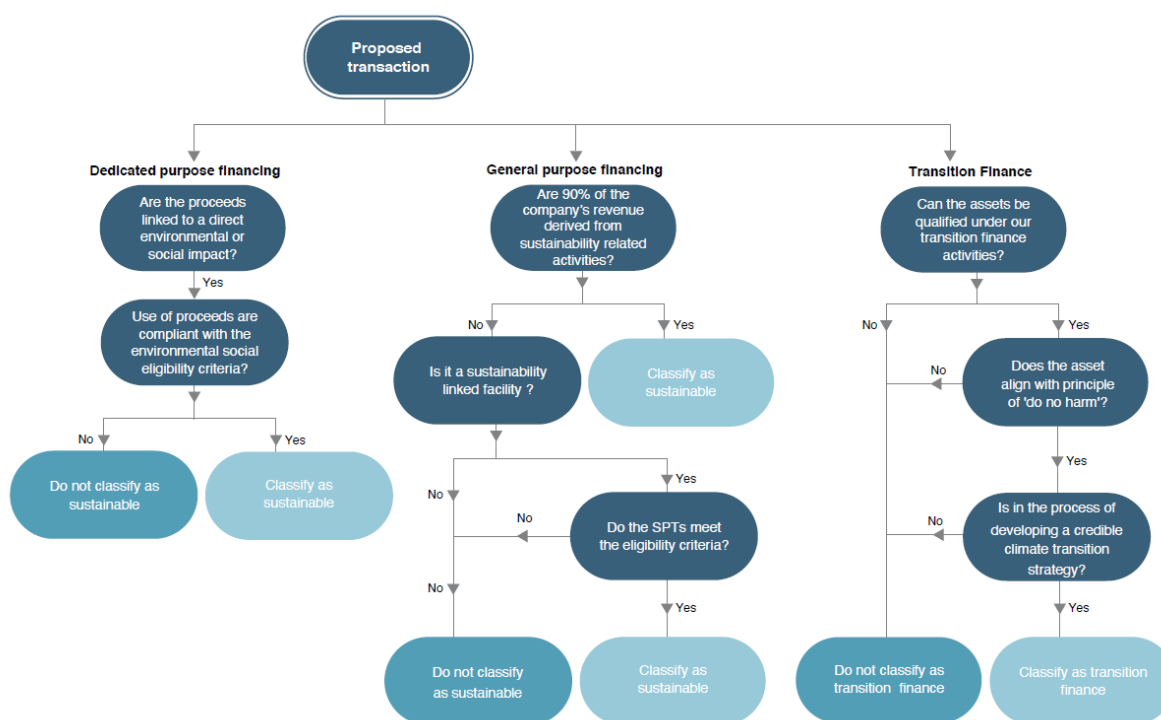 Proposed
transaction
Dedicated purpose financing
Are the proceeds
linked to a direct
environmental or
social impact?
Yes
Use of proceeds are
compliant with the
environmental social
eligibility criteria?
No
Yes
Do not classify as
sustainable
Classify as
sustainable
General purpose financing
Are 90% of the
company's revenue
derived from
sustainability related
activities?
No
Yes
Is it a sustainability
linked facility ?
Classify as
sustainable
No
Yes
No
Do the SPTs meet
the eligibility criteria?
No
Yes
Do not classify
as sustainable
Classify as
sustainable
Transition Finance
Can the assets be
qualified under our
transition finance
activities?
No
Yes
No
Does the asset
align with principle
of 'do no harm'?
Yes
No
Is in the process of
developing a credible
climate transition
strategy?
Yes
Do not classify as
transition finance
Classify as transition
finance